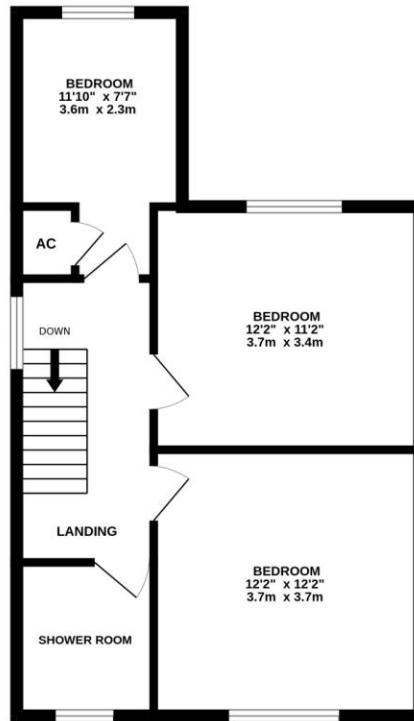 BEDROOM
11'10" x 7'7"
3.6m x 2.3m
AC
BEDROOM
12'2" x 11'2"
3.7m x 3.4m
DOWN
LANDING
BEDROOM
12'2" x 12'2"
3.7m x 3.7m
SHOWER ROOM